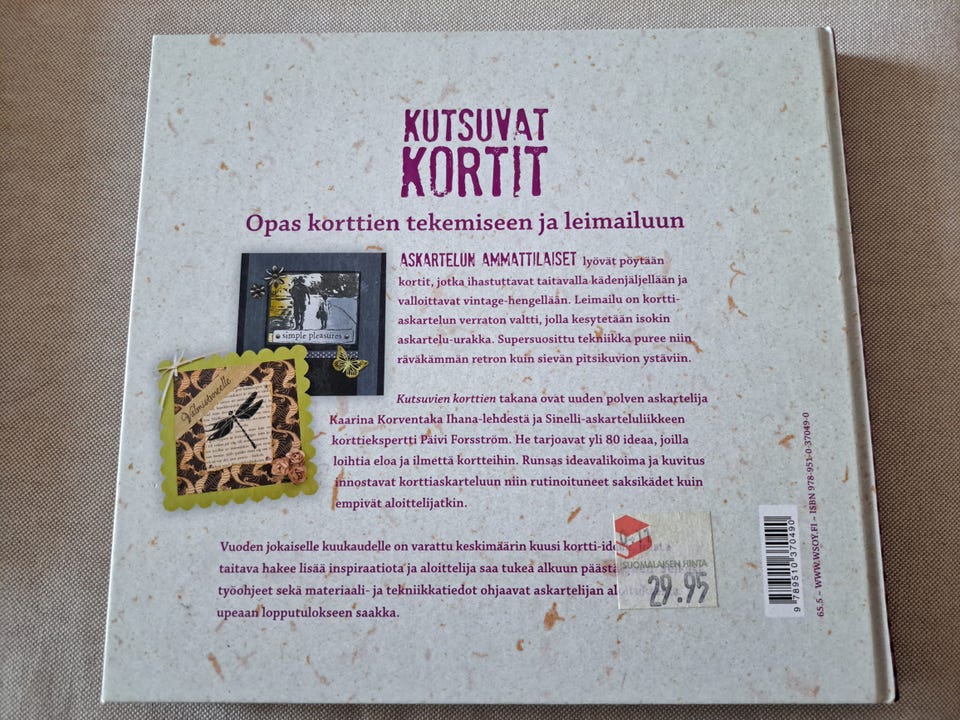 KUTSUVAT
KORTIT
Opas korttien tekemiseen ja leimailuun
ASKARTELUN AMMATTILAISET lyövät pöytään
kortit, jotka ihastuttavat taitavalla kädenjäljellään ja
valloittavat vintage-hengellään. Leimailu on kortti-
askartelun verraton valtti, jolla kesytetään isokin
askartelu-urakka. Supersuosittu tekniikka puree niin
räväkämmän retron kuin sievän pitsikuvion ystäviin.
simple pleasures
Valmistuneelle
Kutsuvien korttien takana ovat uuden polven askartelija
Kaarina Korventaka Ihana-lehdestä ja Sinelli-askarteluliikkeen
korttiekspertti Päivi Forsström. He tarjoavat yli 80 ideaa, joilla
loihtia eloa ja ilmettä kortteihin. Runsas ideavalikoima ja kuvitus
innostavat korttiaskarteluun niin rutinoituneet saksikädet kuin
empivät aloittelijatkin.
Vuoden jokaiselle kuukaudelle on varattu keskimäärin kuusi
taitava hakee lisää inspiraatiota ja aloittelija saa tukea alkuun
työohjeet sekä materiaali- ja tekniikkatiedot ohjaavat askartelijan
upeaan lopputulokseen saakka.
SUOMALAISEN HINTA
29.95
9 789510 370490
65.5 – WWW.WSOY.FI – ISBN 978-951-0-37049-0